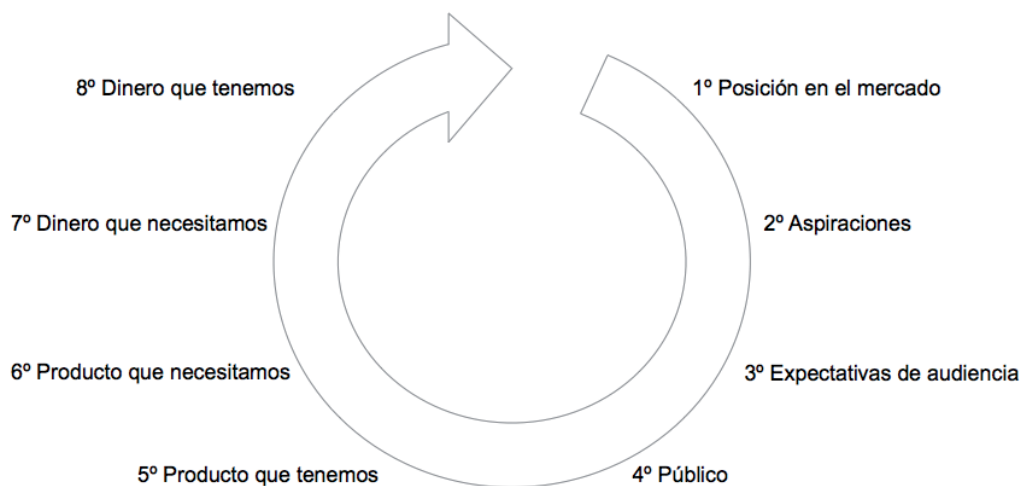 1º Posición en el mercado
2º Aspiraciones
3º Expectativas de audiencia
4º Público
5º Producto que tenemos
6º Producto que necesitamos
7º Dinero que necesitamos
8º Dinero que tenemos